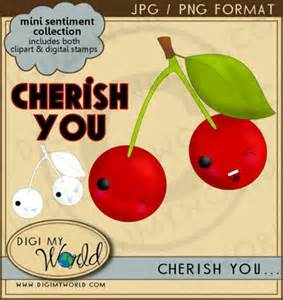 JPG / PNG FORMAT
mini sentiment
collection
includes both
clipart & digital stamps
CHERISH
YOU
DIGI MY
World
WWW.DIGIMYWORLD.COM
CHERISH YOU...